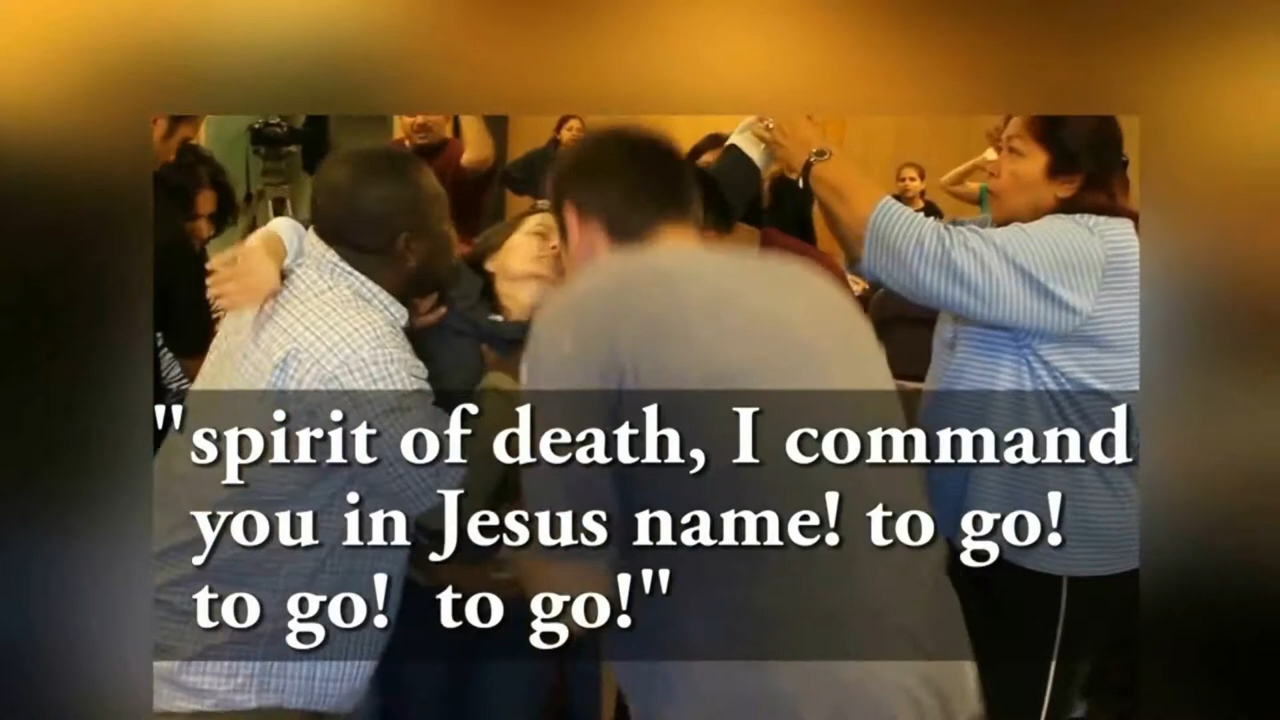 "spirit of death, I command
you in Jesus name! to go!
to go!  to go!"